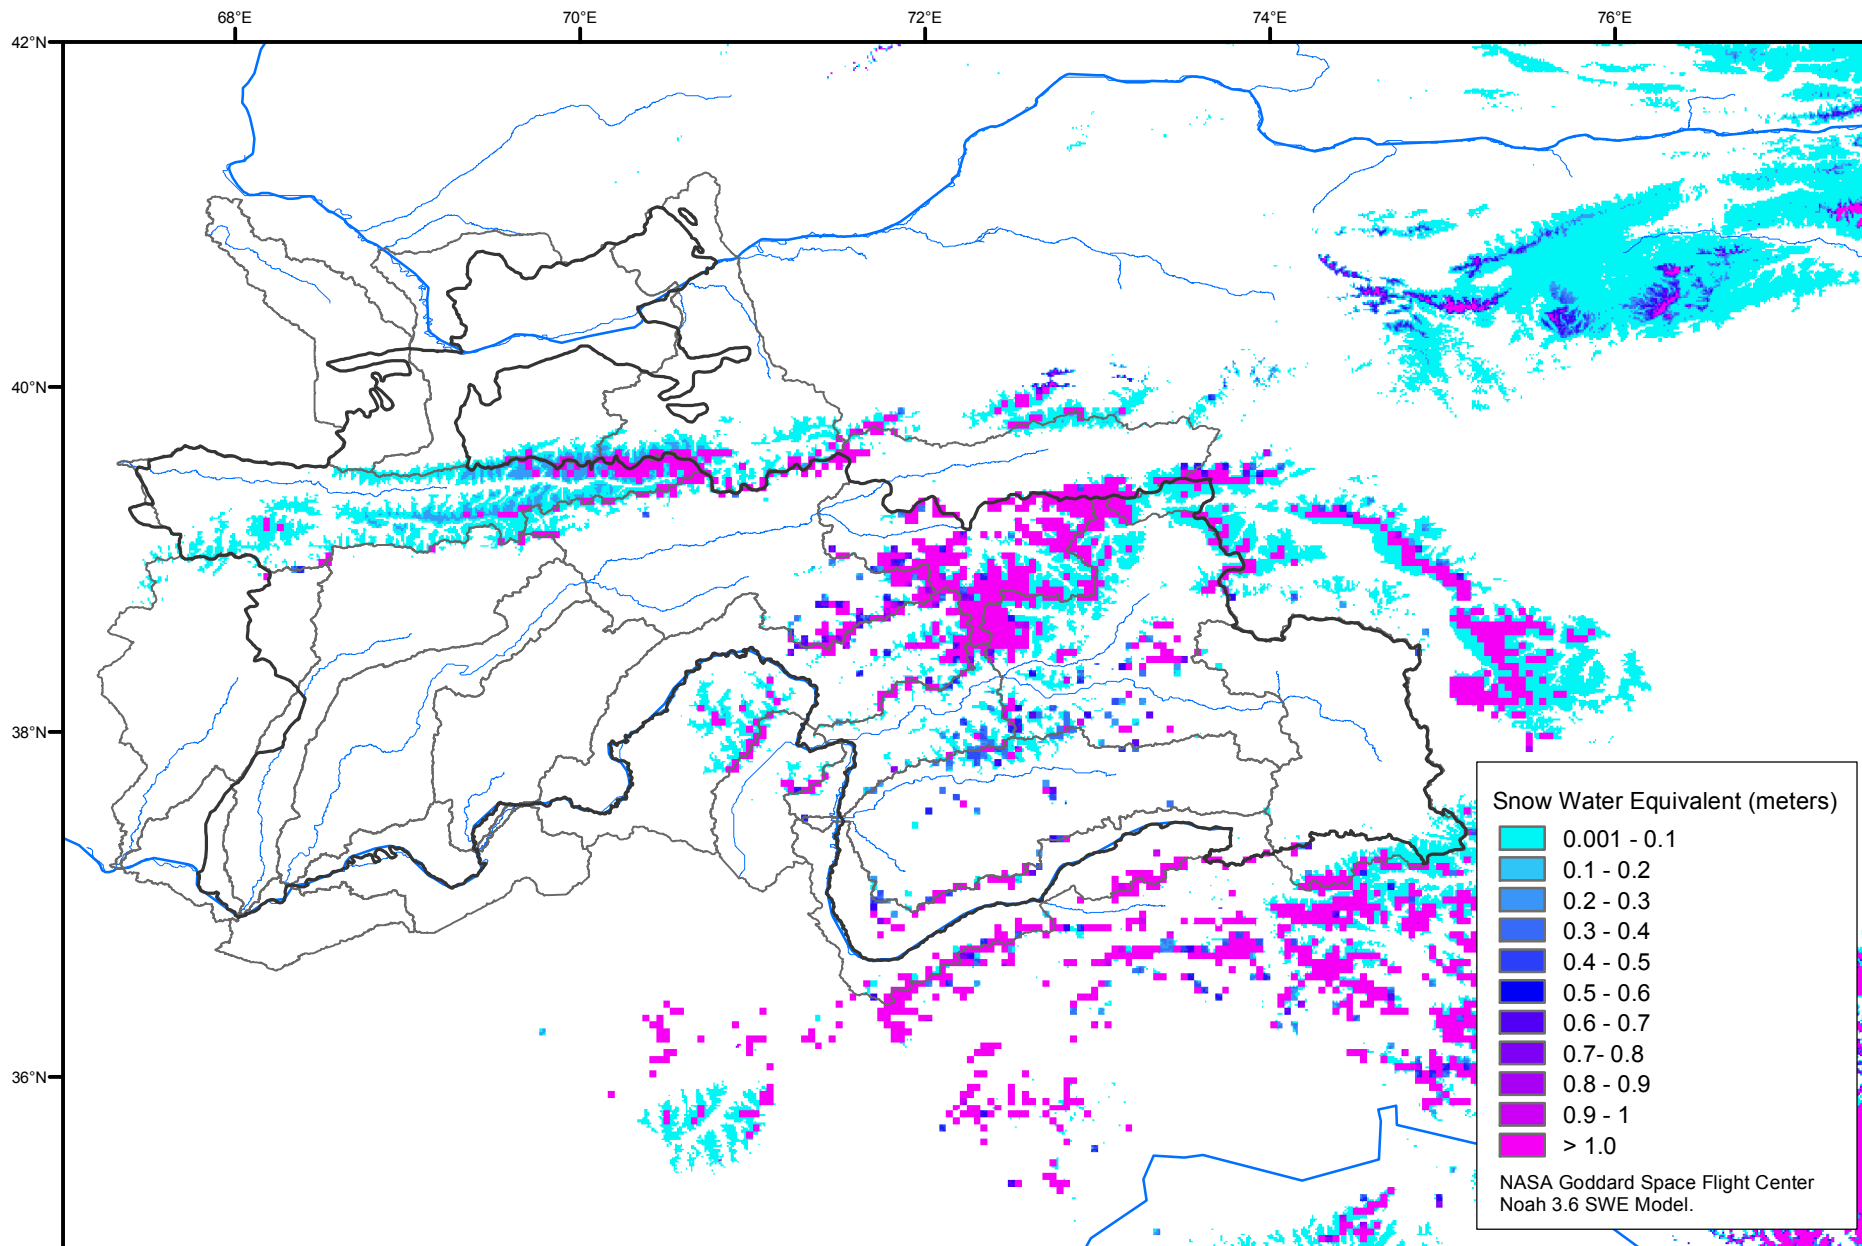 68°E
70°E
72°E
74°E
76°E
42°N
40°N
38°N
36°N
Snow Water Equivalent (meters)
0.001 - 0.1
0.1 - 0.2
0.2 - 0.3
0.3 - 0.4
0.4 - 0.5
0.5 - 0.6
0.6 - 0.7
0.7- 0.8
0.8 - 0.9
0.9 - 1
> 1.0
NASA Goddard Space Flight Center
Noah 3.6 SWE Model.